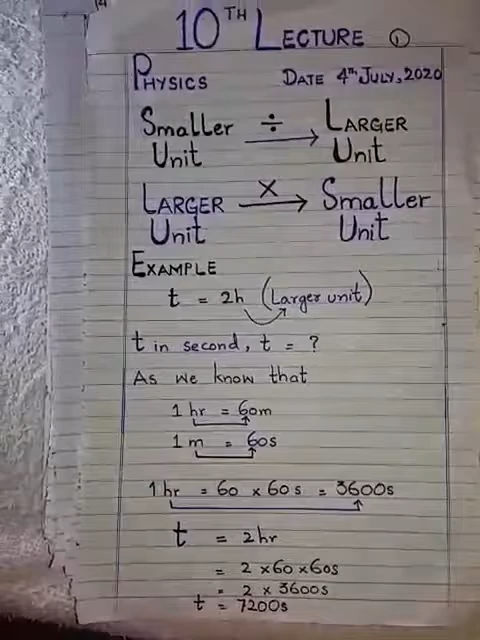 10TH LECTURE 1
PHYSICS DATE 4th JULY, 2020
SMALLER UNIT ÷ → LARGER UNIT
LARGER UNIT × → SMALLER UNIT
EXAMPLE
t = 2h (Larger unit)
t in second, t = ?
As we know that
1 hr = 60m
1 m = 60s
1 hr = 60 × 60 s = 3600s
t = 2hr
= 2 × 60 × 60s
= 2 × 3600s
t = 7200s